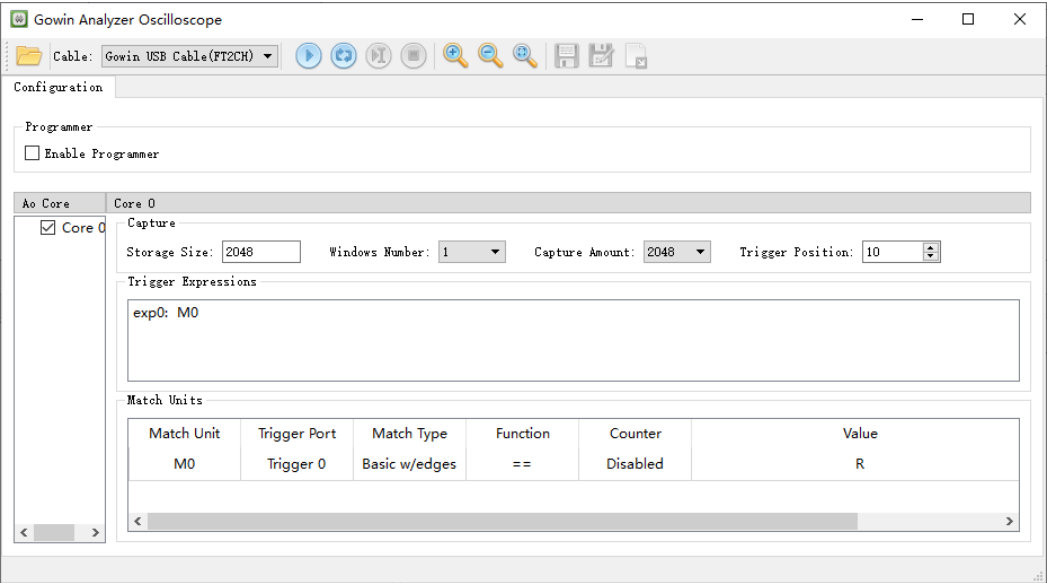 Gowin Analyzer Oscilloscope
Cable: Gowin USB Cable(FT2CH)
Configuration
Programmer
Enable Programmer
Ao Core
Core 0
Core 0
Capture
Storage Size: 2048 Windows Number: 1 Capture Amount: 2048 Trigger Position: 10
Trigger Expressions
exp0: M0
Match Units
Match Unit Trigger Port Match Type Function Counter Value
M0 Trigger 0 Basic w/edges == Disabled R